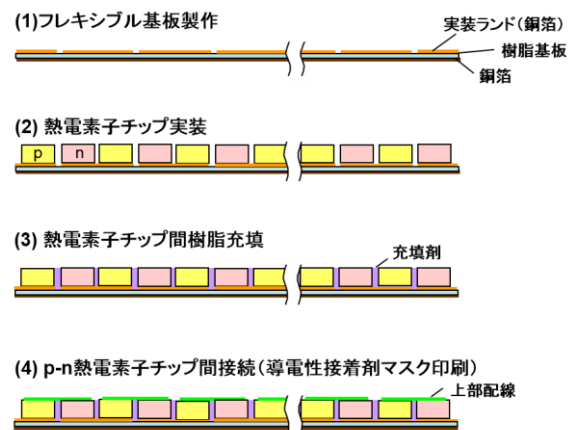 (1)フレキシブル基板製作
実装ランド(銅箔)
樹脂基板
銅箔
(2) 熱電素子チップ実装
p n
(3) 熱電素子チップ間樹脂充填
充填剤
(4) p-n熱電素子チップ間接続(導電性接着剤マスク印刷)
上部配線